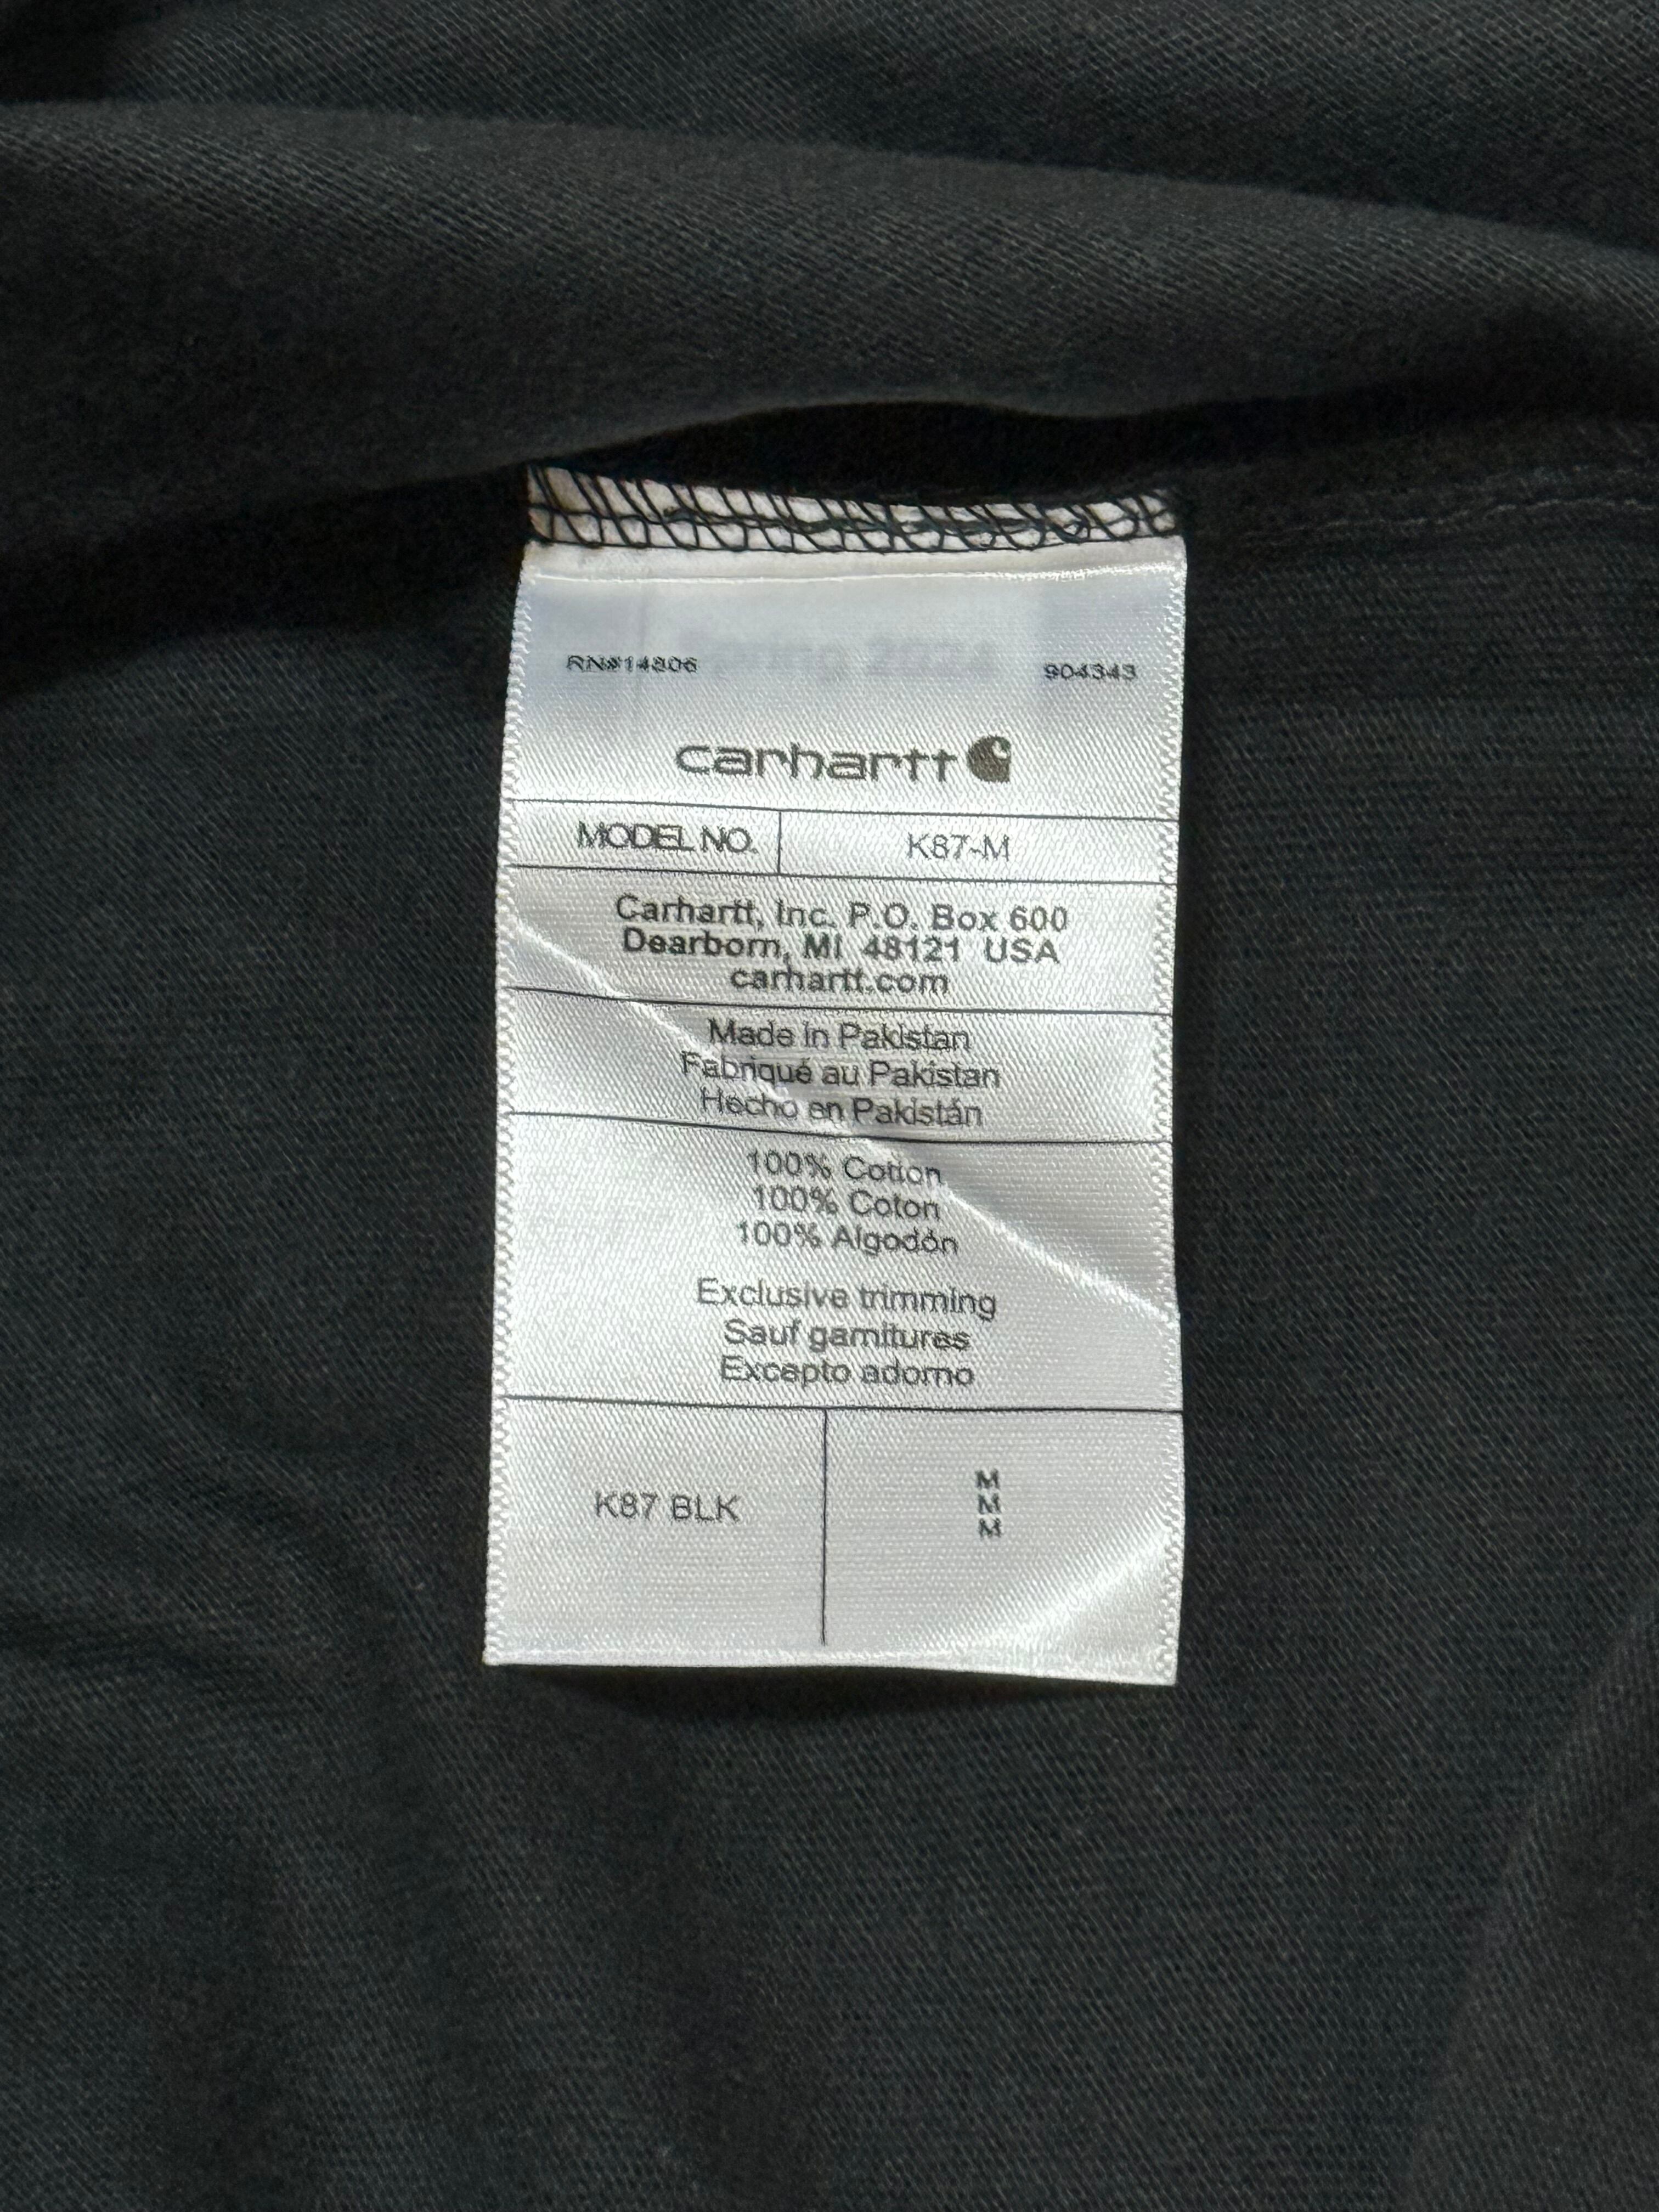 RN#14806
904343
carhartt
MODEL NO.
K87-M
Carhartt, Inc. P.O. Box 600
Dearborn, MI 48121 USA
carhartt.com
Made in Pakistan
Fabriqué au Pakistan
Hecho en Pakistán
100% Cotton
100% Coton
100% Algodón
Exclusive trimming
Sauf garnitures
Excepto adorno
K87 BLK
M
M
M